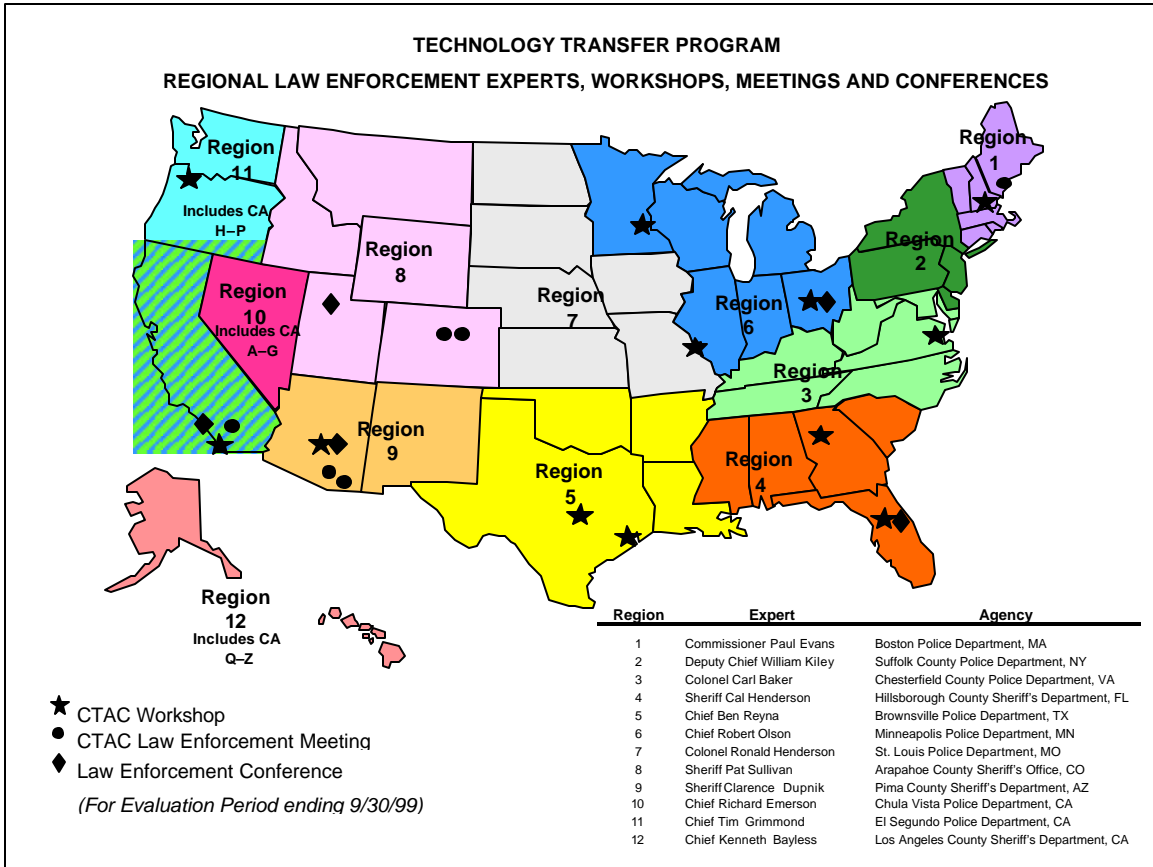 TECHNOLOGY TRANSFER PROGRAM
REGIONAL LAW ENFORCEMENT EXPERTS, WORKSHOPS, MEETINGS AND CONFERENCES
Region
11
Includes CA
H–P
Region
1
Region
8
Region
2
Region
10
Includes CA
A–G
Region
7
Region
6
Region
3
Region
9
Region
4
Region
5
Region
12
Includes CA
Q–Z
Region Expert Agency
1 Commissioner Paul Evans Boston Police Department, MA
2 Deputy Chief William Kiley Suffolk County Police Department, NY
3 Colonel Carl Baker Chesterfield County Police Department, VA
4 Sheriff Cal Henderson Hillsborough County Sheriff's Department, FL
5 Chief Ben Reyna Brownsville Police Department, TX
6 Chief Robert Olson Minneapolis Police Department, MN
7 Colonel Ronald Henderson St. Louis Police Department, MO
8 Sheriff Pat Sullivan Arapahoe County Sheriff's Office, CO
9 Sheriff Clarence Dupnik Pima County Sheriff's Department, AZ
10 Chief Richard Emerson Chula Vista Police Department, CA
11 Chief Tim Grimmond El Segundo Police Department, CA
12 Chief Kenneth Bayless Los Angeles County Sheriff's Department, CA
CTAC Workshop
CTAC Law Enforcement Meeting
Law Enforcement Conference
(For Evaluation Period ending 9/30/99)